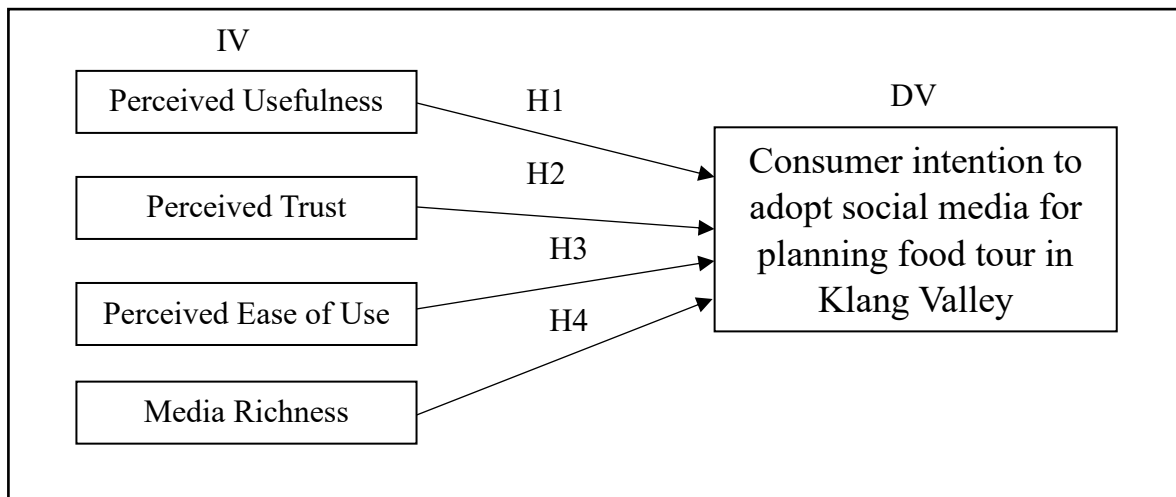 IV
Perceived Usefulness
H1
DV
Perceived Trust
H2
Consumer intention to
adopt social media for
planning food tour in
Klang Valley
Perceived Ease of Use
H3
Media Richness
H4